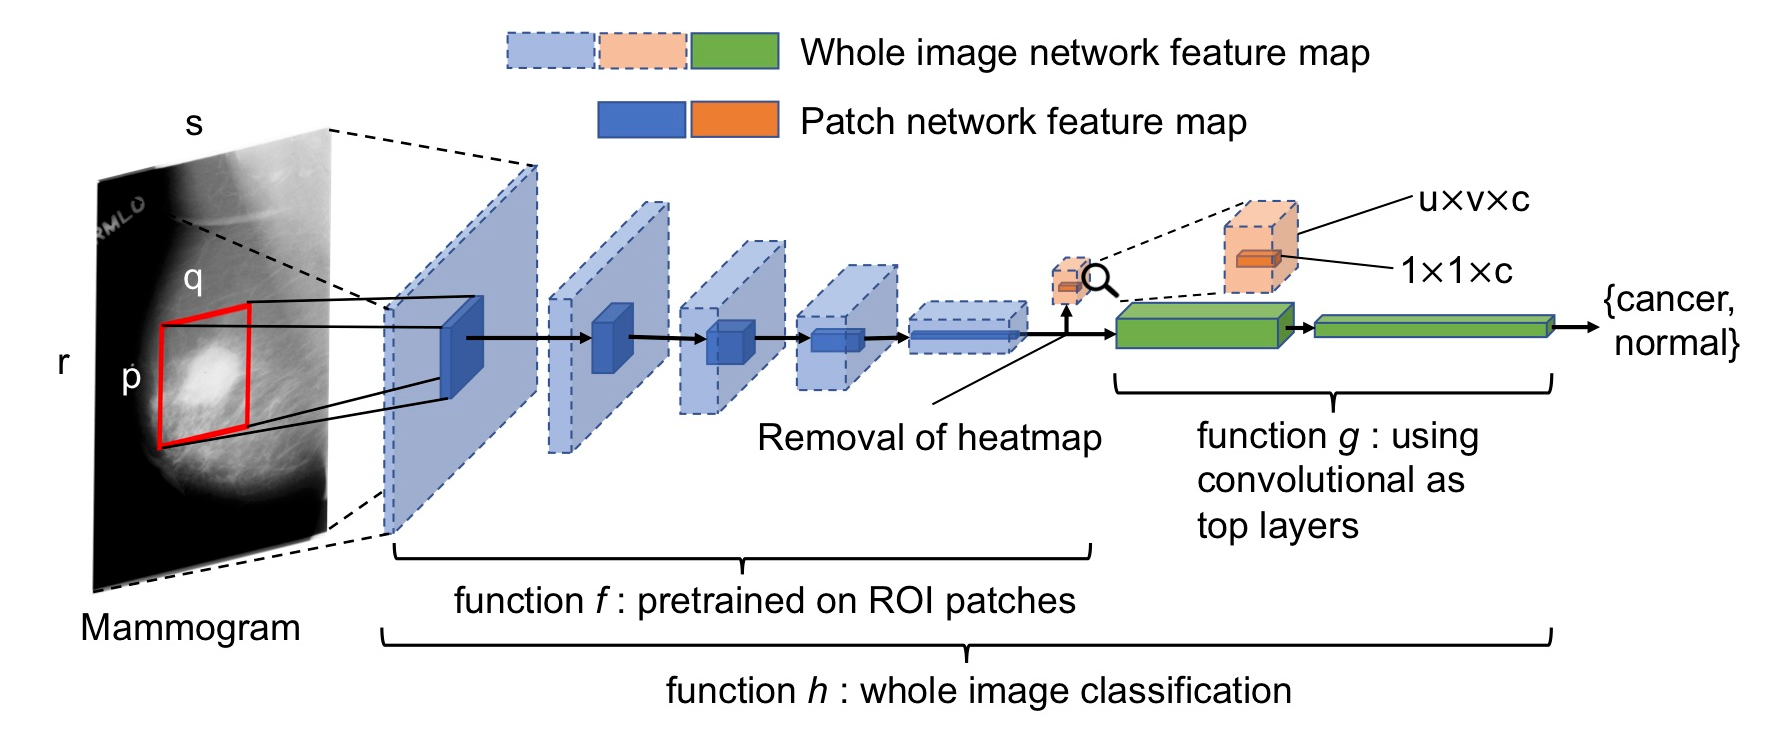 Whole image network feature map
Patch network feature map
s
RMLO
q
r
p
u×v×c
1×1×c
{cancer,
normal}
Removal of heatmap
function g : using
convolutional as
top layers
function f : pretrained on ROI patches
Mammogram
function h : whole image classification